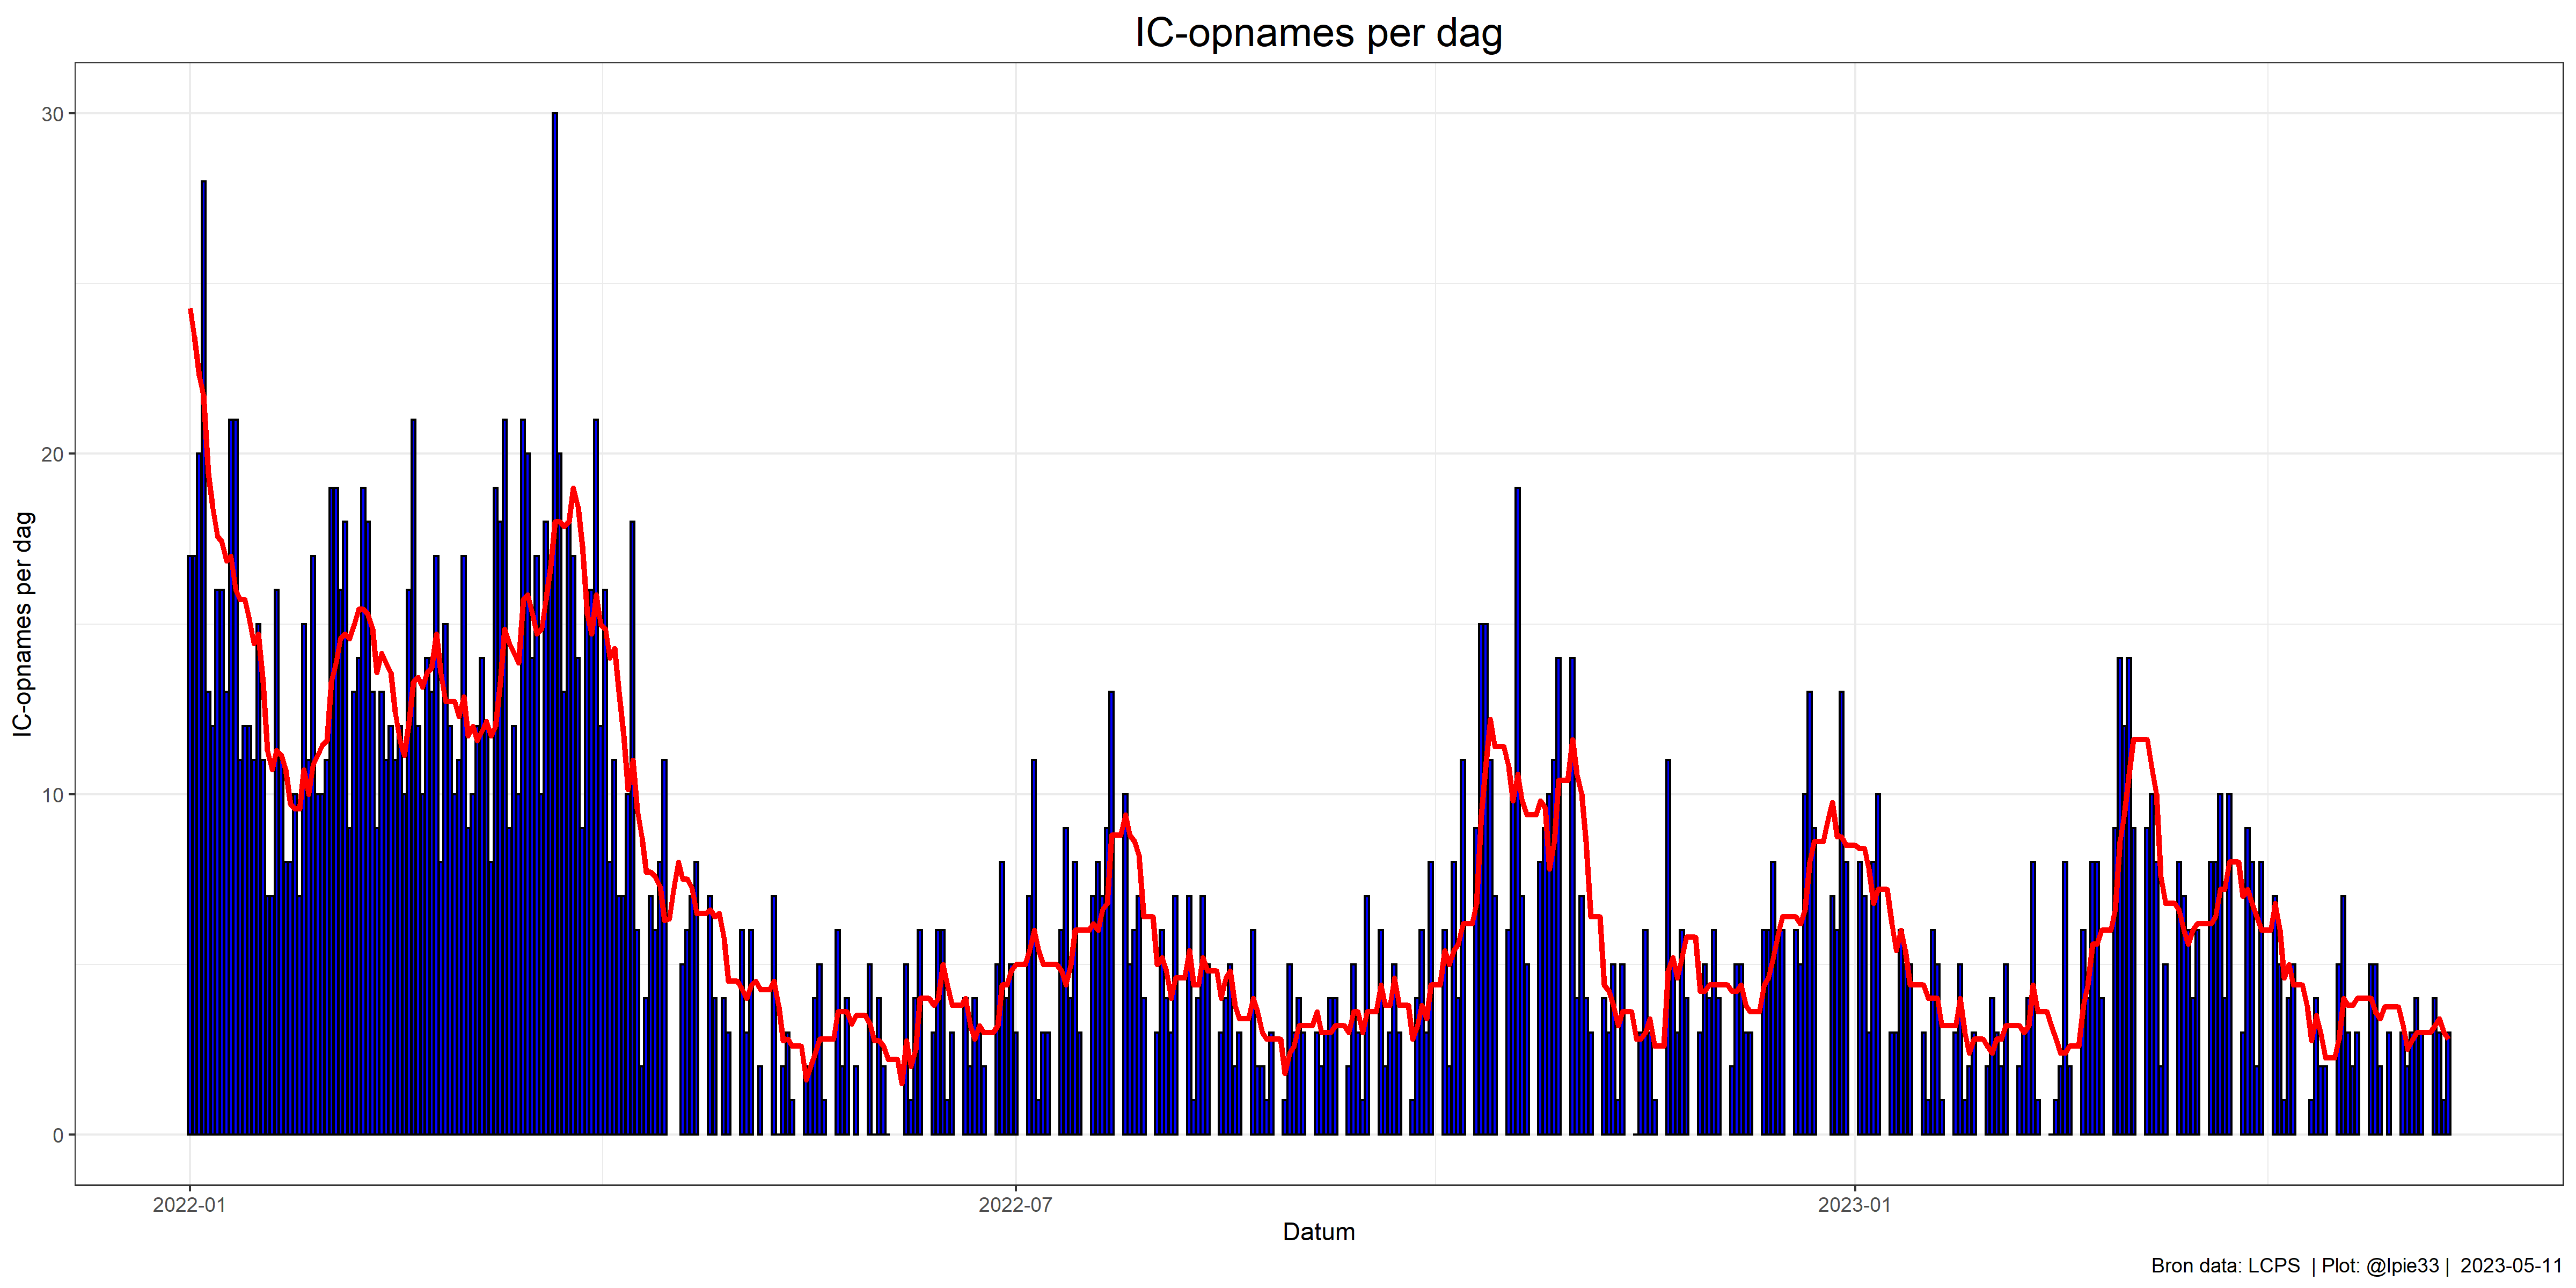 IC-opnames per dag
30
20
10
0
IC-opnames per dag
2022-01
2022-07
2023-01
Datum
Bron data: LCPS | Plot: @lpie33 | 2023-05-11